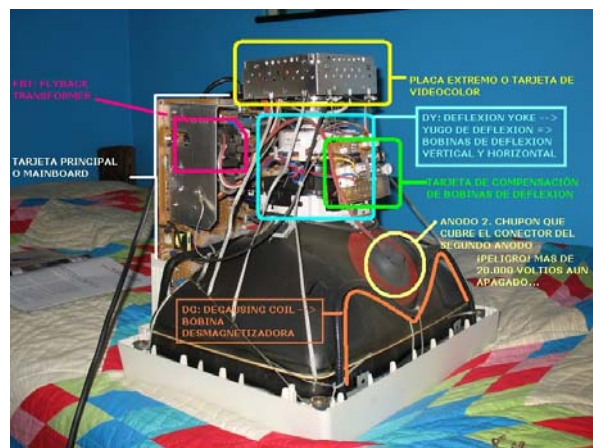 FBT: FLYBACK
TRANSFORMER
PLACA EXTREMO O TARJETA DE
VIDEOCOLOR
DY: DEFLEXION YOKE -->
YUGO DE DEFLEXION =>
BOBINAS DE DEFLEXION
VERTICAL Y HORIZONTAL
TARJETA PRINCIPAL
O MAINBOARD
TARJETA DE COMPENSACIÓN
DE BOBINAS DE DEFLEXION
ANODO 2. CHUPON QUE
CUBRE EL CONECTOR DEL
SEGUNDO ANODO
¡PELIGRO! MAS DE
20.000 VOLTIOS AUN
APAGADO...
DG: DEGAUSING COIL -->
BOBINA
DESMAGNETIZADORA